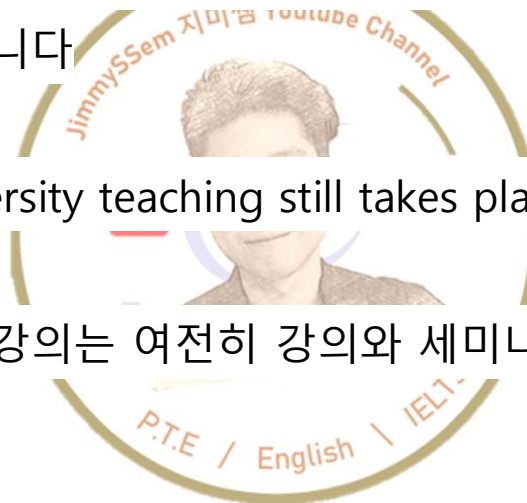 니다
JimmySSem 지미쌤 Youtube Channel
ersity teaching still takes pla
강의는 여전히 강의와 세미나
P.T.E / English \ IELTS